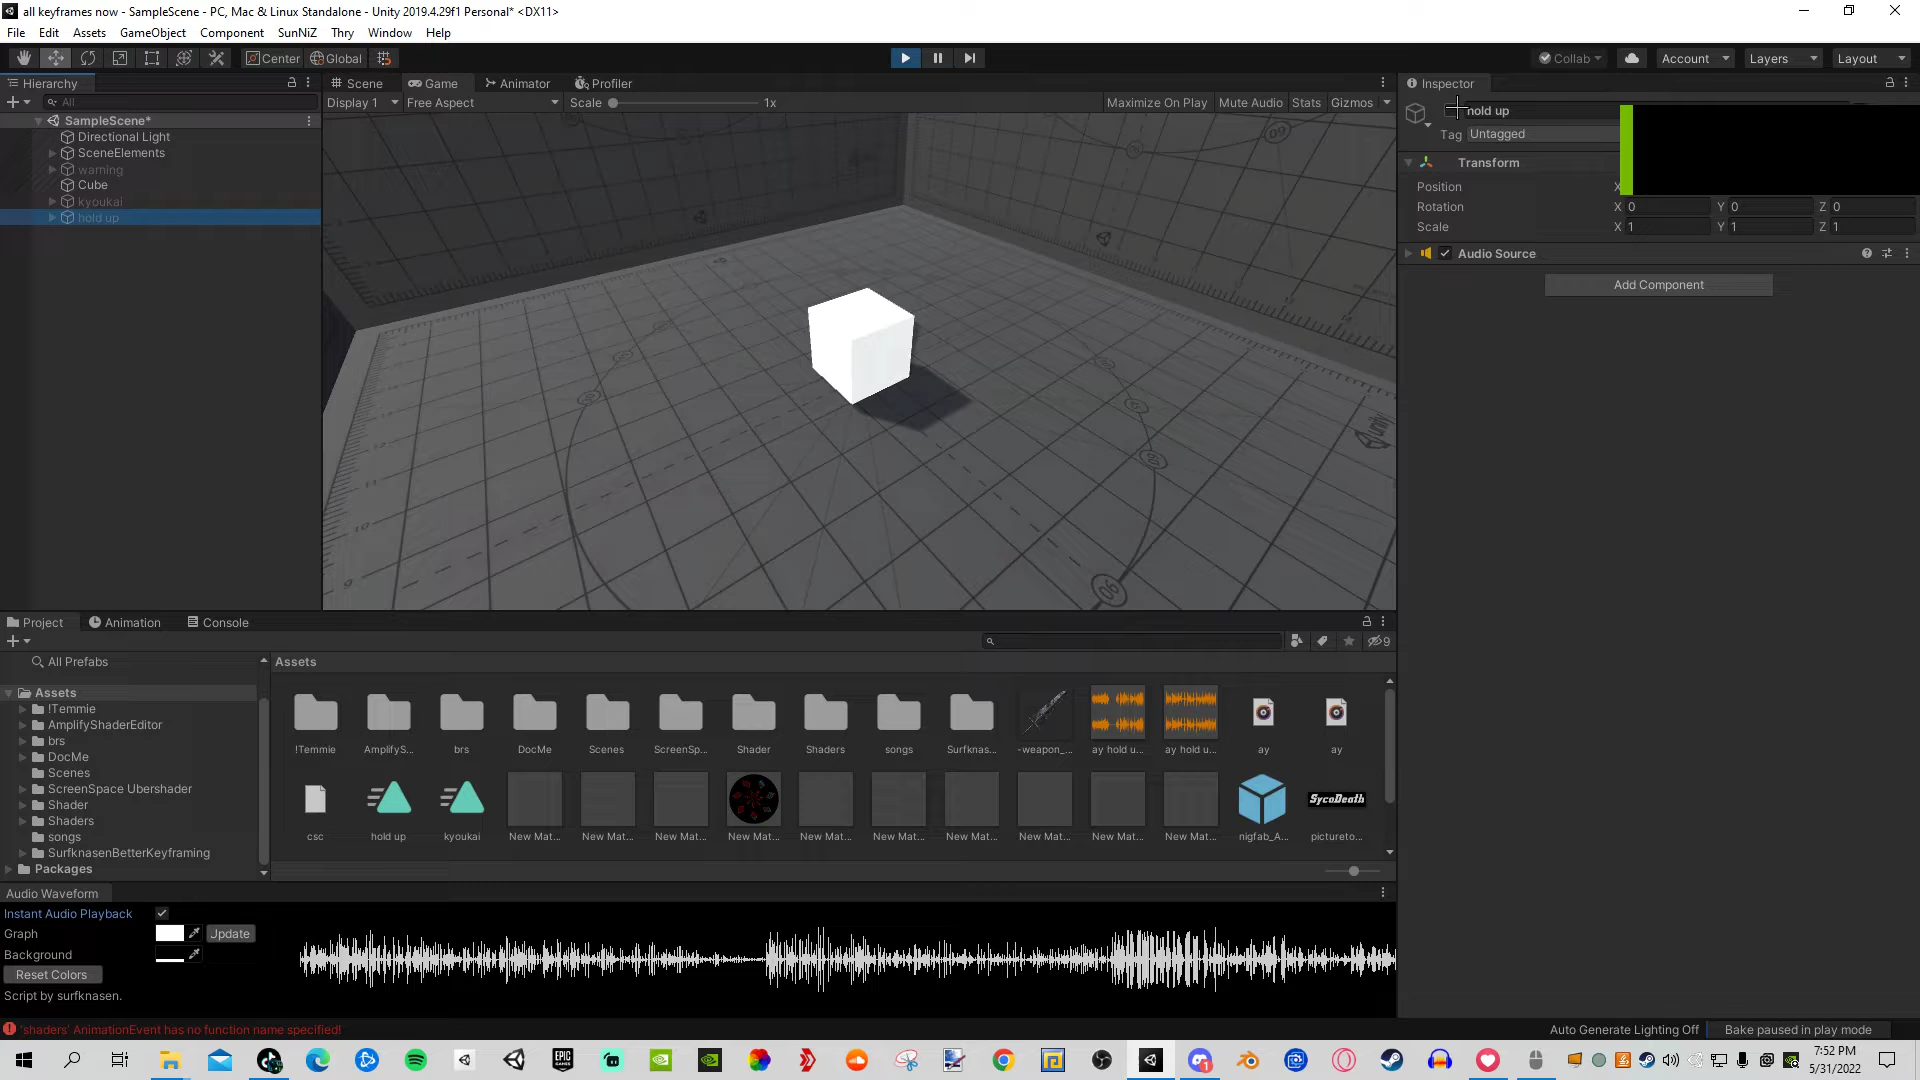 all keyframes now - SampleScene - PC, Mac & Linux Standalone - Unity 2019.4.29f1 Personal* <DX11>
File Edit Assets GameObject Component SunNiZ Thry Window Help
Center Global Collab Account Layers Layout
Hierarchy
All
SampleScene*
Directional Light
SceneElements
warning
Cube
kyoukai
hold up
Scene Game Animator Profiler
Display 1 Free Aspect Scale 1x Maximize On Play Mute Audio Stats Gizmos
Inspector
hold up
Tag Untagged
Transform
Position X
Rotation X 0 Y 0 Z 0
Scale X 1 Y 1 Z 1
Audio Source
Add Component
Project Animation Console
9
All Prefabs
Assets
!Temmie
AmplifyShaderEditor
brs
DocMe
Scenes
ScreenSpace Ubershader
Shader
Shaders
songs
SurfknasenBetterKeyframing
Packages
Assets
!Temmie AmplifyS... brs DocMe Scenes ScreenSp... Shader Shaders songs Surfknas... -weapon_... ay hold u... ay hold u... ay ay
SycoDeath
csc hold up kyoukai New Mat... New Mat... New Mat... New Mat... New Mat... New Mat... New Mat... New Mat... New Mat... New Mat... nigfab_A... pictureto...
Audio Waveform
Instant Audio Playback
Graph Update
Background
Reset Colors
Script by surfknasen.
'shaders' AnimationEvent has no function name specified!
Auto Generate Lighting Off Bake paused in play mode
7:52 PM
5/31/2022